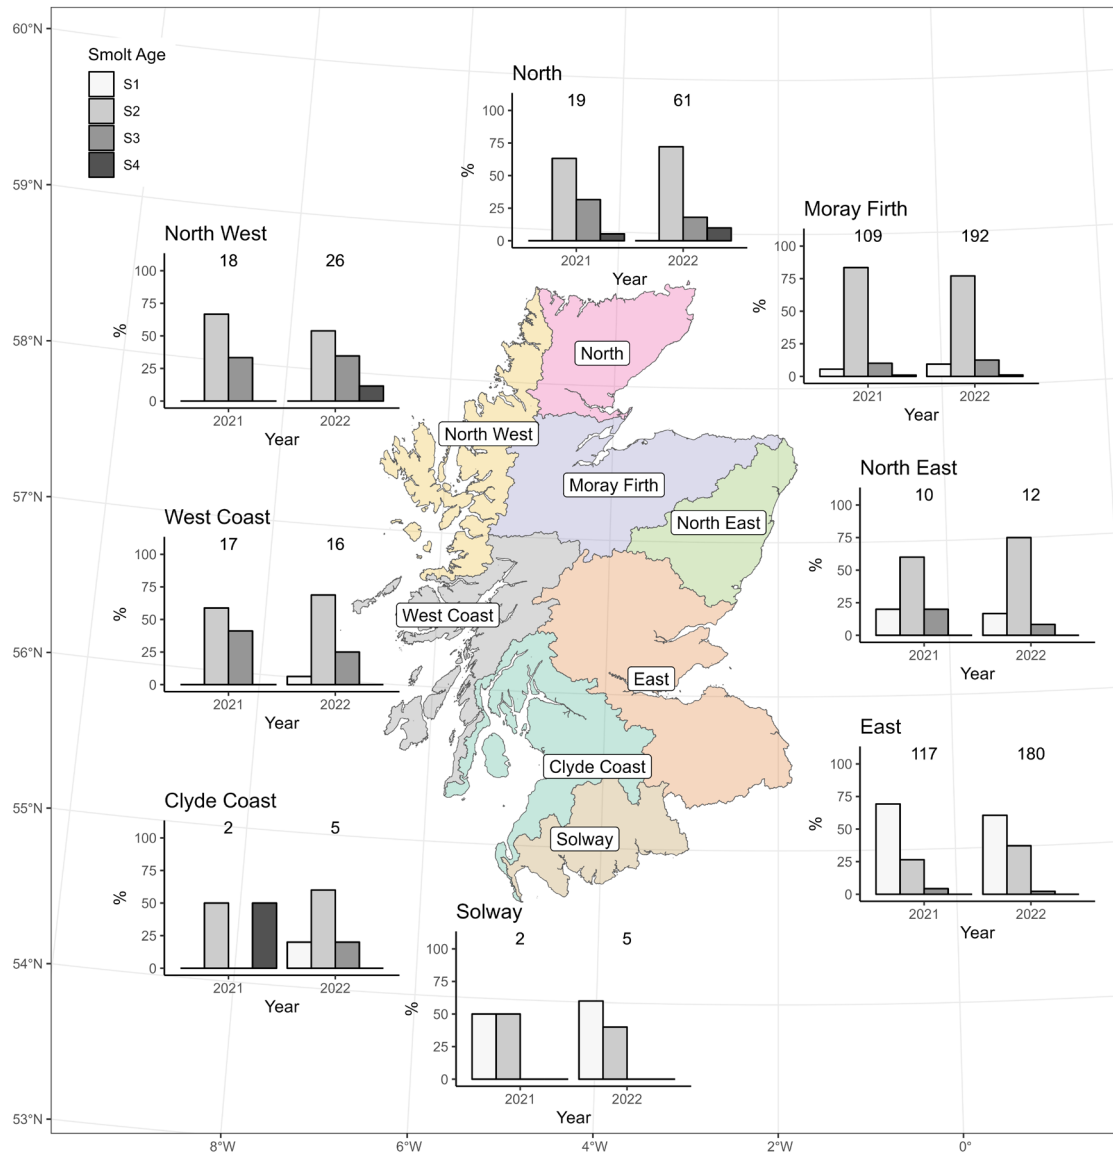 60°N
59°N
58°N
57°N
56°N
55°N
54°N
53°N
8°W
6°W
4°W
2°W
0°
Smolt Age
S1
S2
S3
S4
North
19 61
100
75
50
25
0
%
2021 2022
Year
Moray Firth
109 192
100
75
50
25
0
%
2021 2022
Year
North West
18 26
100
75
50
25
0
%
2021 2022
Year
North East
10 12
100
75
50
25
0
%
2021 2022
Year
West Coast
17 16
100
75
50
25
0
%
2021 2022
Year
East
117 180
100
75
50
25
0
%
2021 2022
Year
Clyde Coast
2 5
100
75
50
25
0
%
2021 2022
Year
Solway
2 5
100
75
50
25
0
%
2021 2022
Year
North
North West
Moray Firth
North East
West Coast
East
Clyde Coast
Solway